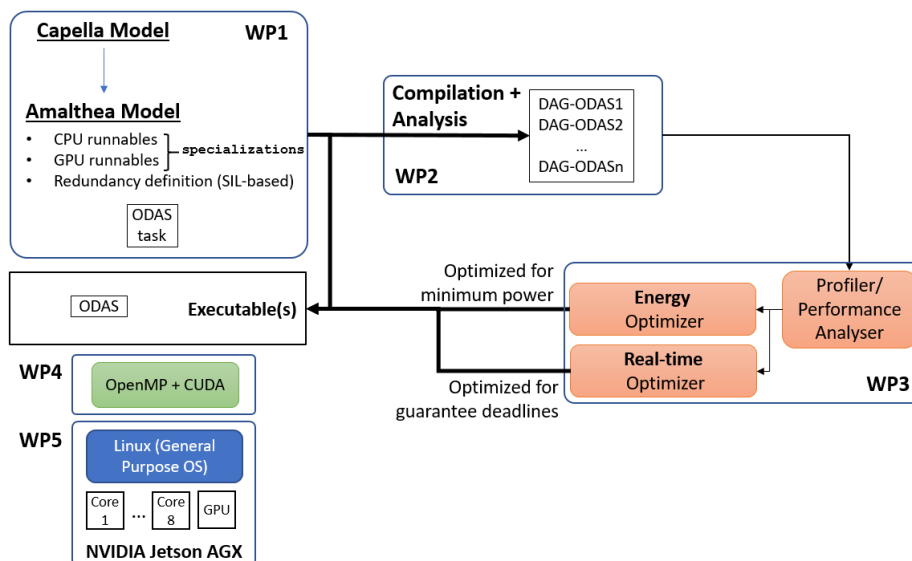 Capella Model
WP1
Amalthea Model
• CPU runnables
• GPU runnables
specializations
• Redundancy definition (SIL-based)
ODAS
task
Compilation +
Analysis
WP2
DAG-ODAS1
DAG-ODAS2
...
DAG-ODASn
ODAS
Executable(s)
Optimized for
minimum power
Optimized for
guarantee deadlines
Energy
Optimizer
Real-time
Optimizer
Profiler/
Performance
Analyser
WP3
WP4
OpenMP + CUDA
WP5
Linux (General
Purpose OS)
Core
1
...
Core
8
GPU
NVIDIA Jetson AGX